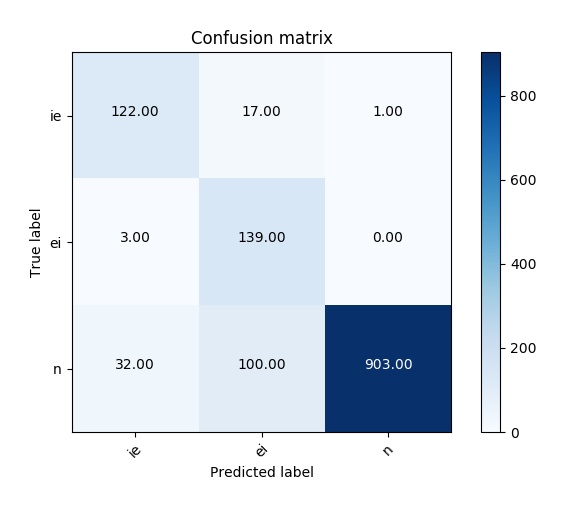 Confusion matrix
ie 122.00 17.00 1.00
ei 3.00 139.00 0.00
n 32.00 100.00 903.00
ie ei n
True label
Predicted label
800
600
400
200
0